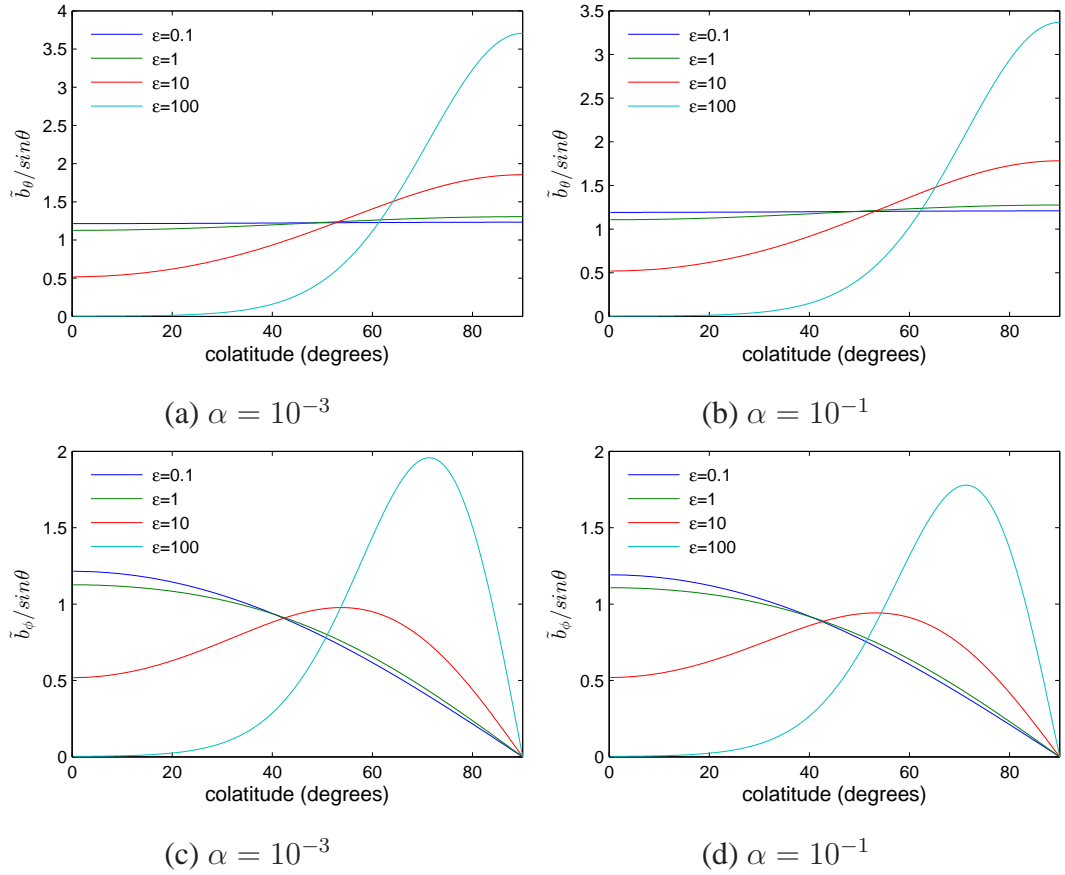 4
3.5
3
2.5
2
1.5
1
0.5
0
0 20 40 60 80
ε=0.1
ε=1
ε=10
ε=100
b̃θ/sinθ
colatitude (degrees)
(a) α = 10⁻³
3.5
3
2.5
2
1.5
1
0.5
0
0 20 40 60 80
ε=0.1
ε=1
ε=10
ε=100
b̃θ/sinθ
colatitude (degrees)
(b) α = 10⁻¹
2
1.5
1
0.5
0
0 20 40 60 80
ε=0.1
ε=1
ε=10
ε=100
b̃ϕ/sinθ
colatitude (degrees)
(c) α = 10⁻³
2
1.5
1
0.5
0
0 20 40 60 80
ε=0.1
ε=1
ε=10
ε=100
b̃ϕ/sinθ
colatitude (degrees)
(d) α = 10⁻¹